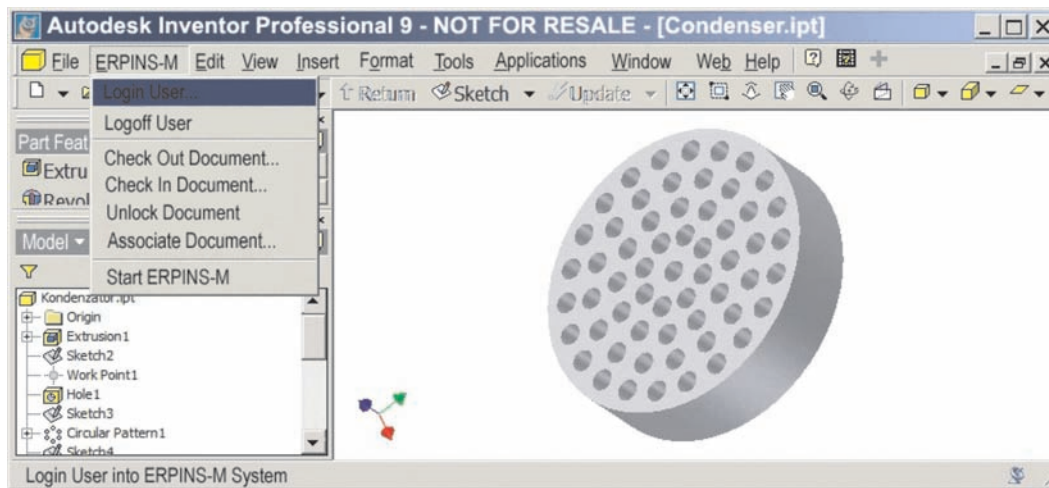 Autodesk Inventor Professional 9 - NOT FOR RESALE - [Condenser.ipt]
File ERPINS-M Edit View Insert Format Tools Applications Window Web Help
Login User...
Return Sketch Update
Logoff User
Part Feat
Check Out Document...
Extru
Check In Document...
Revol
Unlock Document
Model
Associate Document...
Start ERPINS-M
Kondenzator.ipt
Origin
Extrusion1
Sketch2
Work Point1
Hole1
Sketch3
Circular Pattern1
Sketch4
Login User into ERPINS-M System